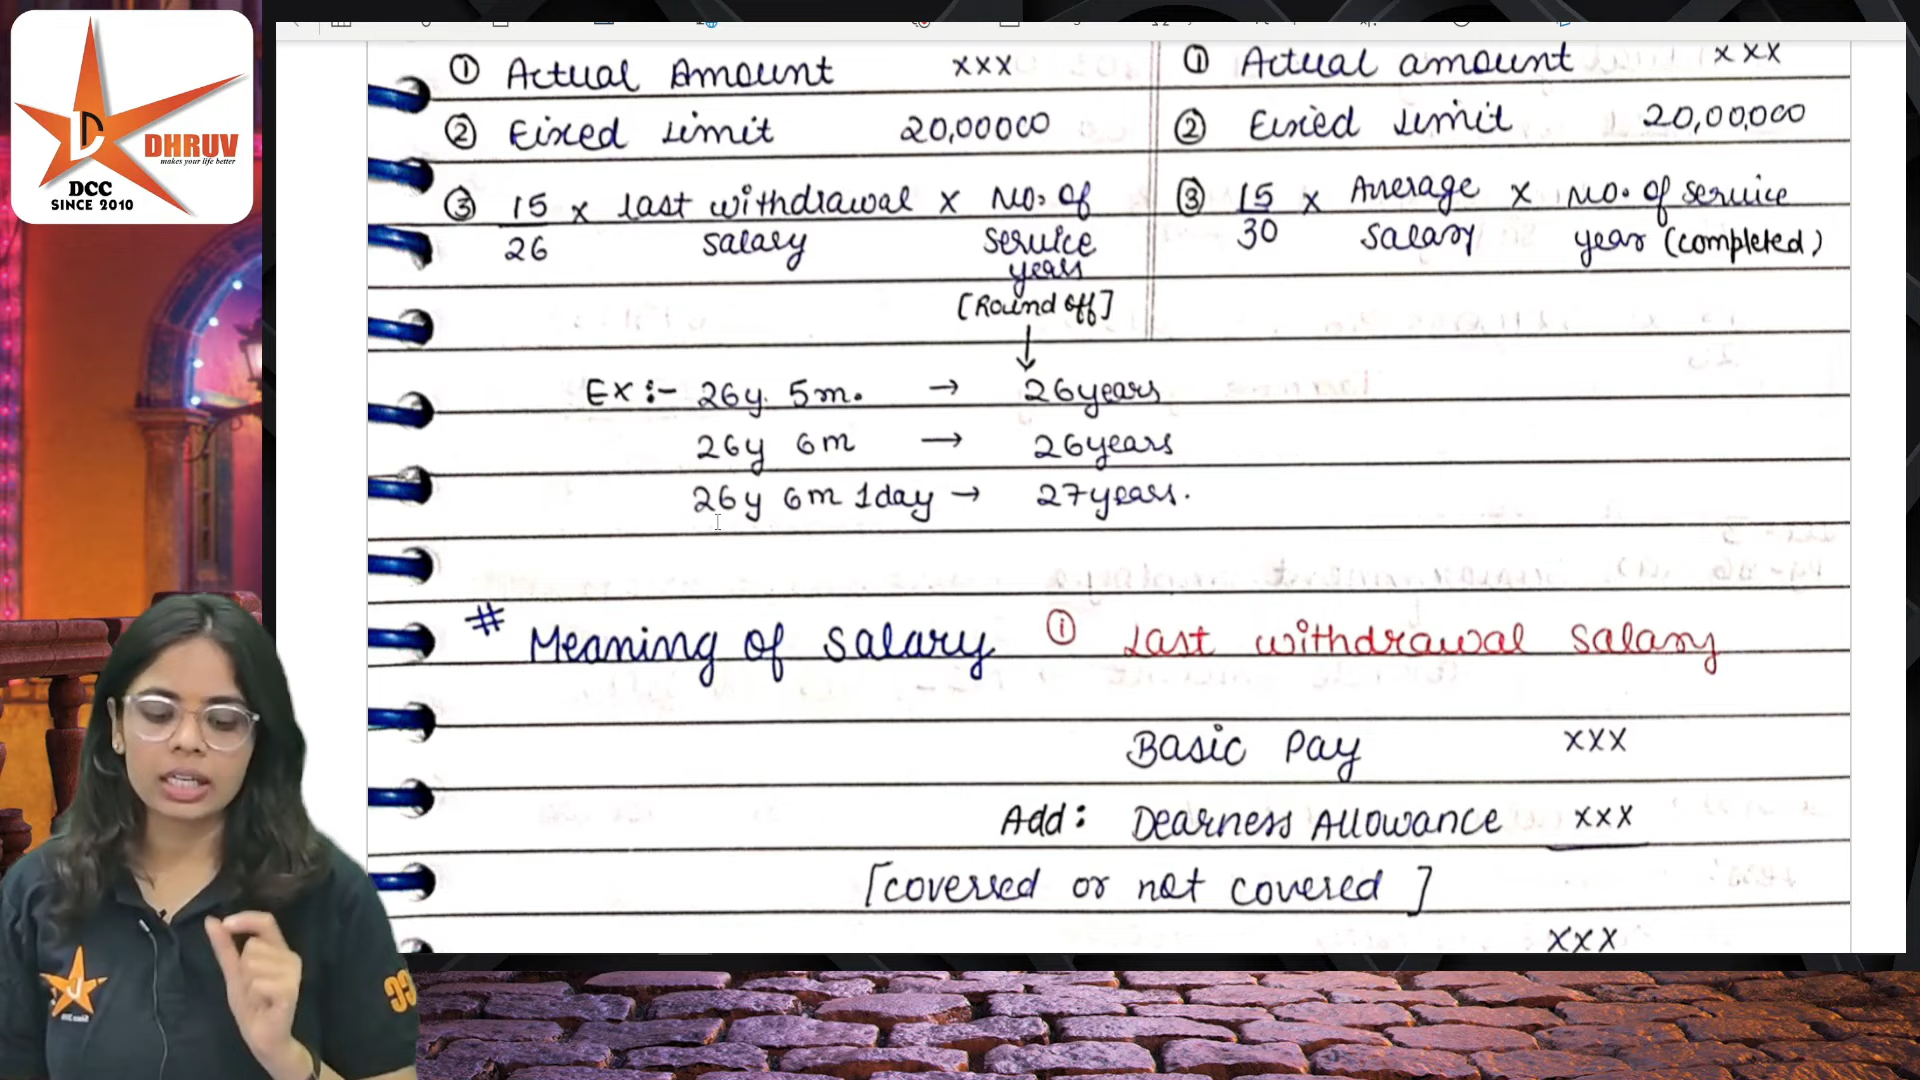 D
DHRUV
makes your life better
DCC
SINCE 2010
① Actual Amount xxx
② Fixed Limit 20,00000
③ 15/26 x Last withdrawal salary x No. of service years
[Round off]
① Actual amount xxx
② Fixed Limit 20,00,000
③ 15/30 x Average salary x No. of service year (completed)
Ex:- 26y. 5m. → 26years
26y 6m → 26years
26y 6m 1day → 27years.
# Meaning of salary ① Last withdrawal salary
Basic Pay xxx
Add: Dearness Allowance xxx
[coversed or not covered]
xxx